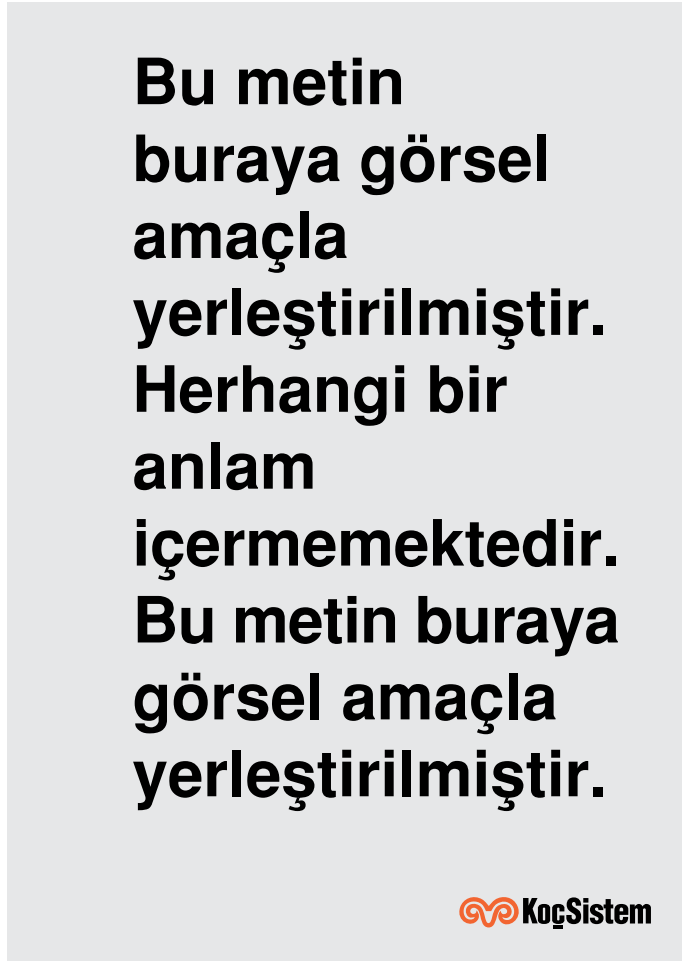 Bu metin
buraya görsel
amaçla
yerleştirilmiştir.
Herhangi bir
anlam
içermemektedir.
Bu metin buraya
görsel amaçla
yerleştirilmiştir.
KoçSistem